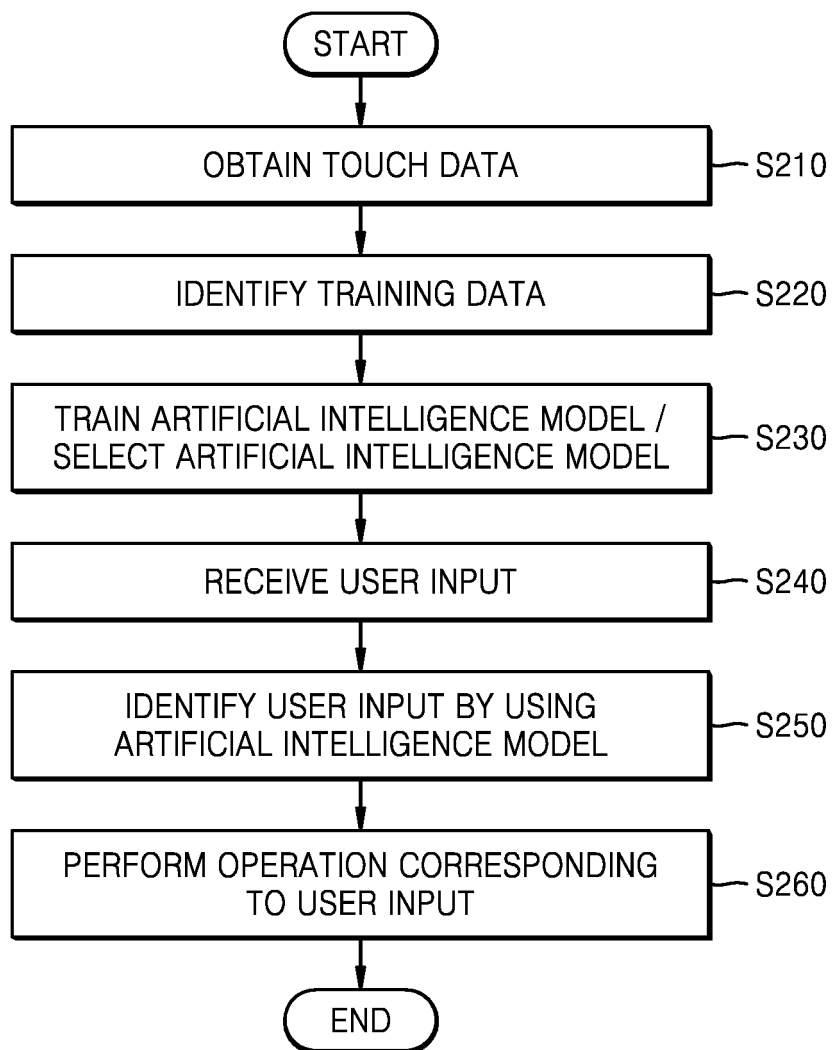 START
OBTAIN TOUCH DATA
S210
IDENTIFY TRAINING DATA
S220
TRAIN ARTIFICIAL INTELLIGENCE MODEL /
SELECT ARTIFICIAL INTELLIGENCE MODEL
S230
RECEIVE USER INPUT
S240
IDENTIFY USER INPUT BY USING
ARTIFICIAL INTELLIGENCE MODEL
S250
PERFORM OPERATION CORRESPONDING
TO USER INPUT
S260
END